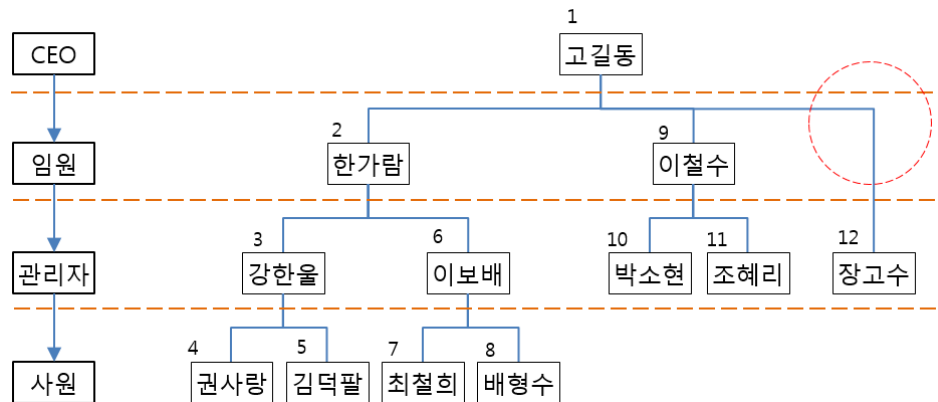 1
CEO
고길동
2
9
임원
한가람
이철수
3
6
10
11
12
관리자
강한울
이보배
박소현
조혜리
장고수
4
5
7
8
사원
권사랑
김덕팔
최철희
배형수